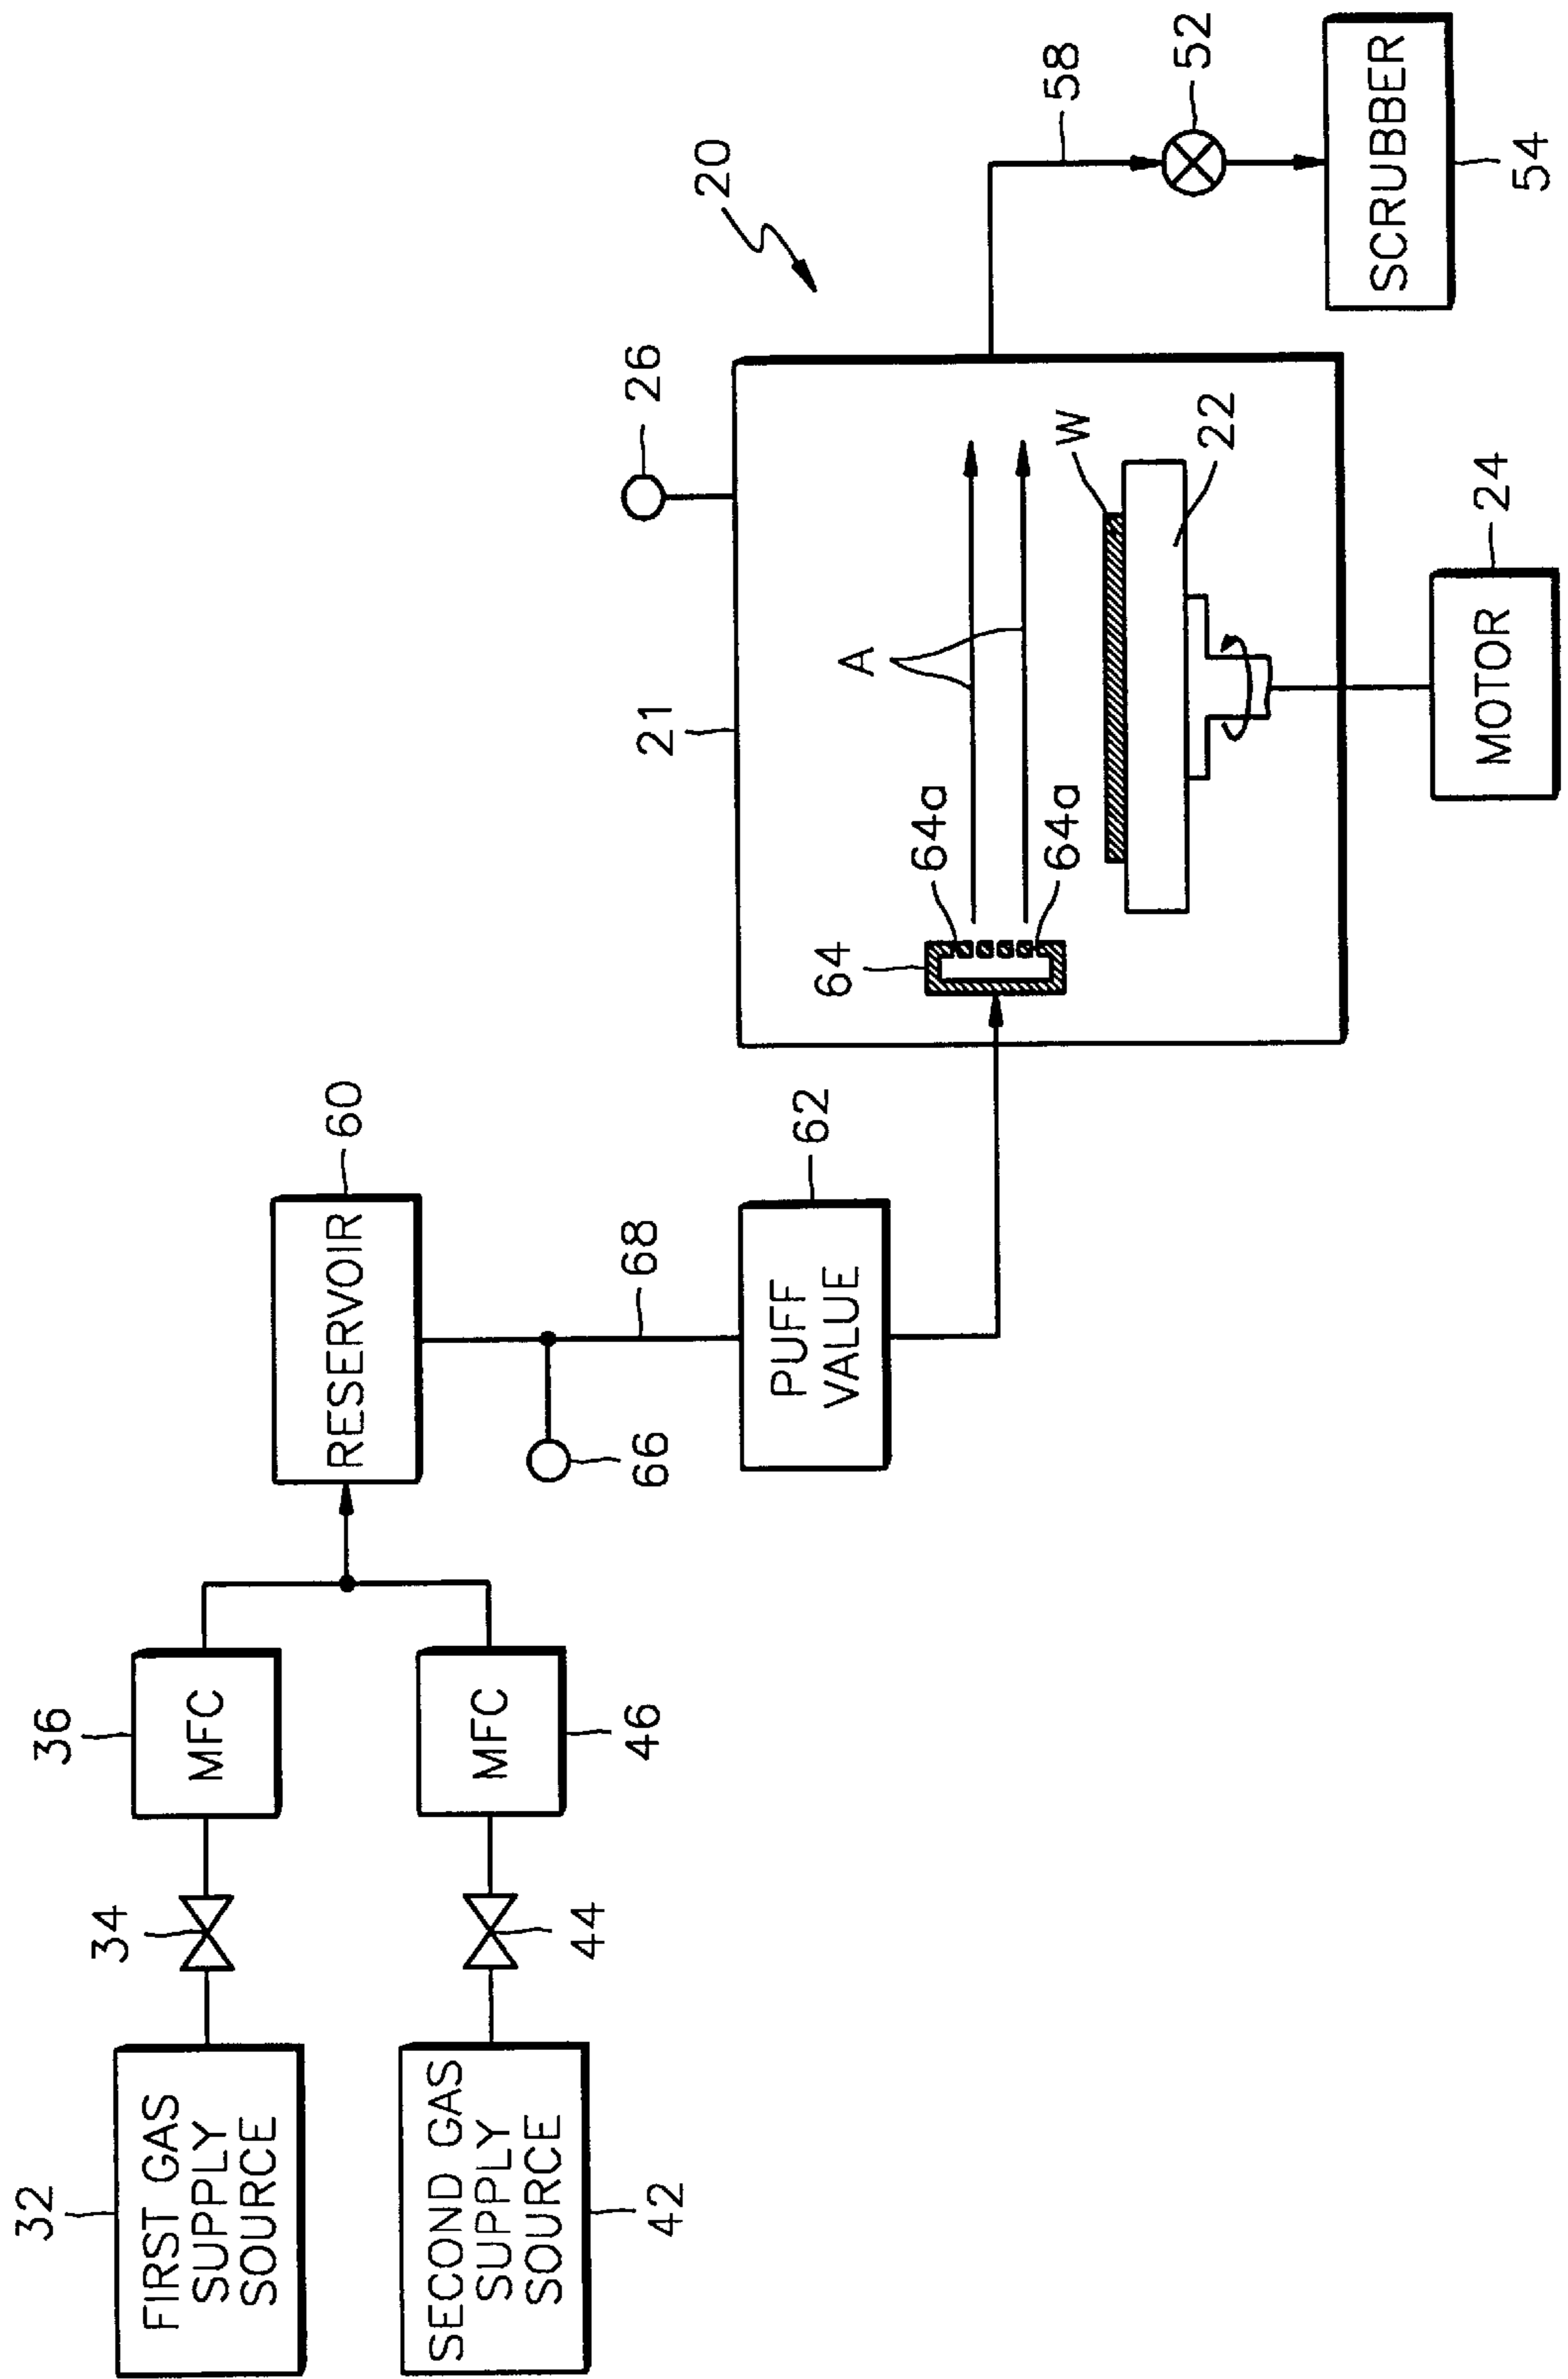 32
FIRST GAS
SUPPLY
SOURCE
34
36
MFC
42
SECOND GAS
SUPPLY
SOURCE
44
46
MFC
60
RESERVOIR
66
68
62
PUFF
VALUE
20
21
26
64
64a
64a
A
W
22
24
MOTOR
58
52
SCRUBBER
54